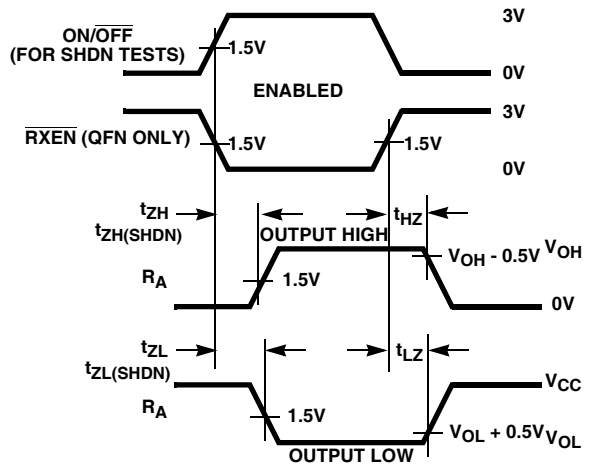 3V
ON/OFF
(FOR SHDN TESTS)
1.5V
0V
ENABLED
3V
RXEN (QFN ONLY)
1.5V
1.5V
0V
tZH
tZH(SHDN)
tHZ
OUTPUT HIGH
VOH - 0.5V
VOH
RA
1.5V
0V
tZL
tZL(SHDN)
tLZ
VCC
RA
1.5V
VOL + 0.5V
VOL
OUTPUT LOW